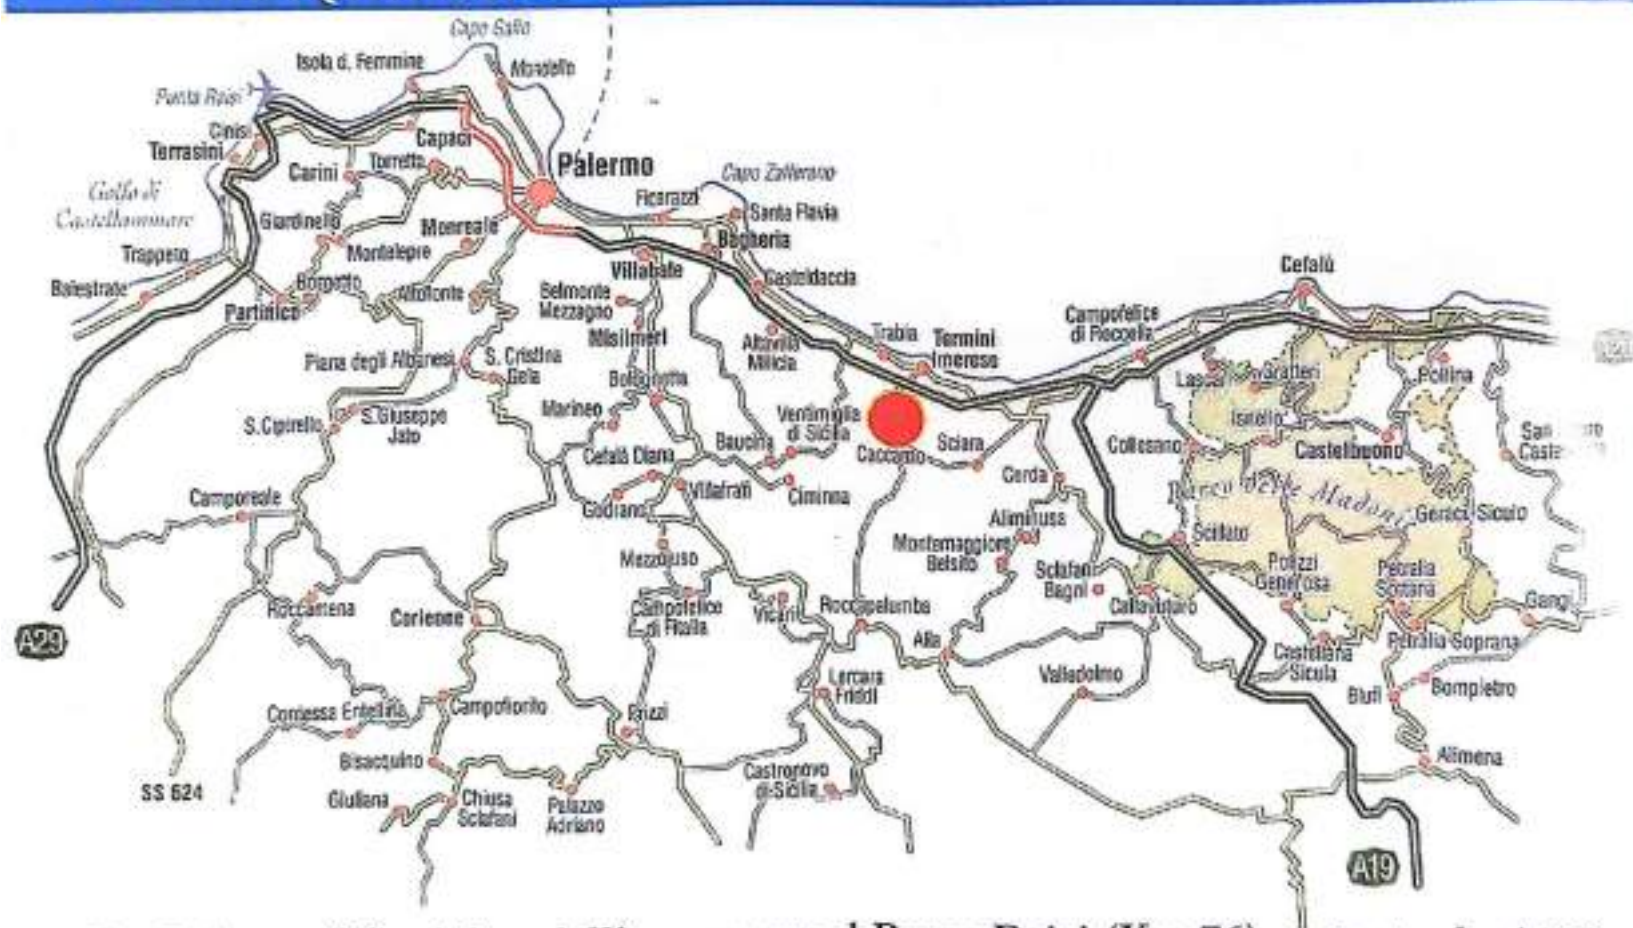 Capo Gallo
Isola d. Femmine
Mondello
Punta Raisi
Cinisi
Capaci
Terrasini
Torretta
Palermo
Carini
Capo Zafferano
Golfo di
Castellammare
Ficarazzi
Santa Flavia
Giardinello
Monreale
Bagheria
Montelepre
Trappeto
Villabate
Cefalù
Balestrate
Borgetto
Altofonte
Belmonte
Mezzagno
Casteldaccia
Partinico
Campofelice
di Roccella
Misilmeri
Altavilla
Milicia
Trabia
Termini
Imerese
Piana degli Albanesi
S. Cristina
Gela
Bolognetta
Lascari
Gratteri
Pollina
S. Cipirello
S. Giuseppe
Jato
Marineo
Ventimiglia
di Sicilia
Isnello
Baucina
Caccamo
Sciara
Collesano
Castelbuono
San
Caste
Cefalà Diana
Villafrati
Ciminna
Cerda
Camporeale
Godrano
Parco delle Madonie
Geraci Siculo
Aliminusa
Mezzojuso
Montemaggiore
Belsito
Scillato
Sclafani
Bagni
Polizzi
Generosa
Petralia
Sottana
Roccamena
Corleone
Campofelice
di Fitalia
Vicari
Roccapalumba
Caltavuturo
Gangi
A29
Alia
Petralia Soprana
Castellana
Sicula
Lercara
Friddi
Valledolmo
Blufi
Bompietro
Contessa Entellina
Campofiorito
Prizzi
Bisacquino
Castronovo
di Sicilia
Alimena
SS 624
Giuliana
Chiusa
Sclafani
Palazzo
Adriano
A19